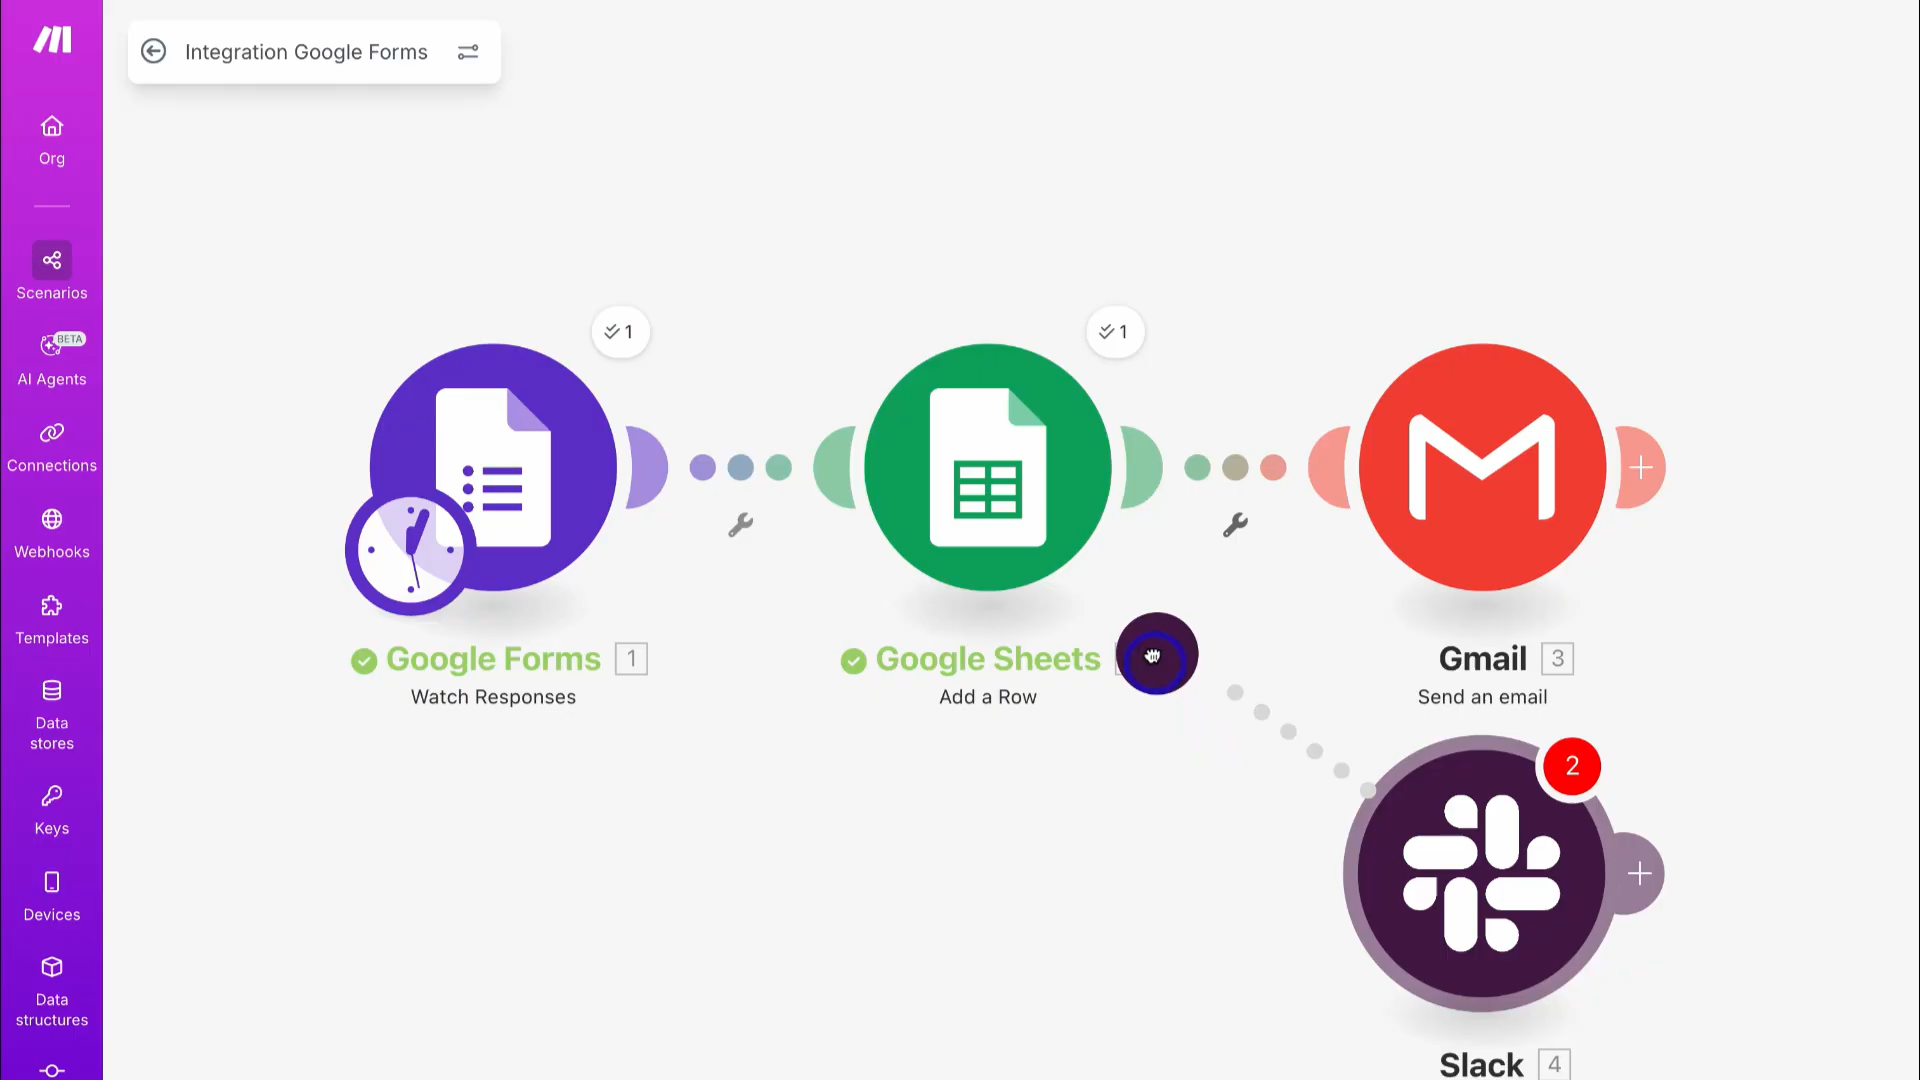 Integration Google Forms
Org
Scenarios
BETA
AI Agents
Connections
Webhooks
Templates
Data
stores
Keys
Devices
Data
structures
1
1
Google Forms 1
Watch Responses
Google Sheets
Add a Row
Gmail 3
Send an email
2
Slack 4